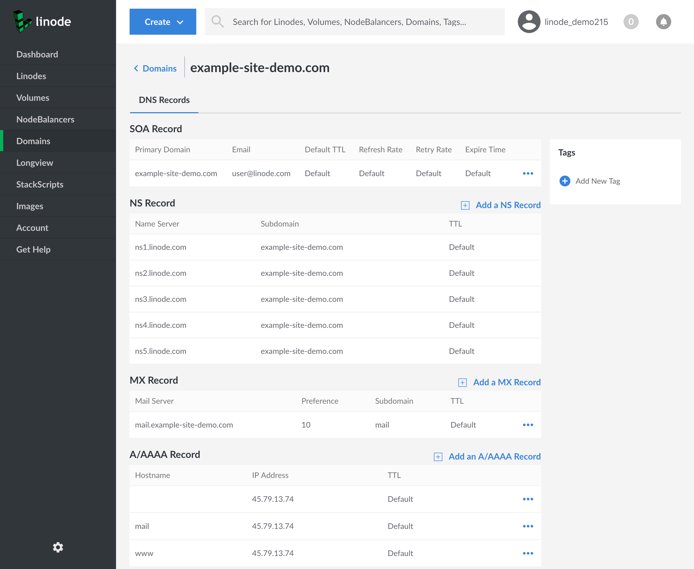 linode
Create
Search for Linodes, Volumes, NodeBalancers, Domains, Tags...
linode_demo215
0
Dashboard
Linodes
Volumes
NodeBalancers
Domains
Longview
StackScripts
Images
Account
Get Help
Domains
example-site-demo.com
DNS Records
SOA Record
Primary Domain Email Default TTL Refresh Rate Retry Rate Expire Time
example-site-demo.com user@linode.com Default Default Default Default
Tags
Add New Tag
NS Record
Add a NS Record
Name Server Subdomain TTL
ns1.linode.com example-site-demo.com Default
ns2.linode.com example-site-demo.com Default
ns3.linode.com example-site-demo.com Default
ns4.linode.com example-site-demo.com Default
ns5.linode.com example-site-demo.com Default
MX Record
Add a MX Record
Mail Server Preference Subdomain TTL
mail.example-site-demo.com 10 mail Default
A/AAAA Record
Add an A/AAAA Record
Hostname IP Address TTL
45.79.13.74 Default
mail 45.79.13.74 Default
www 45.79.13.74 Default